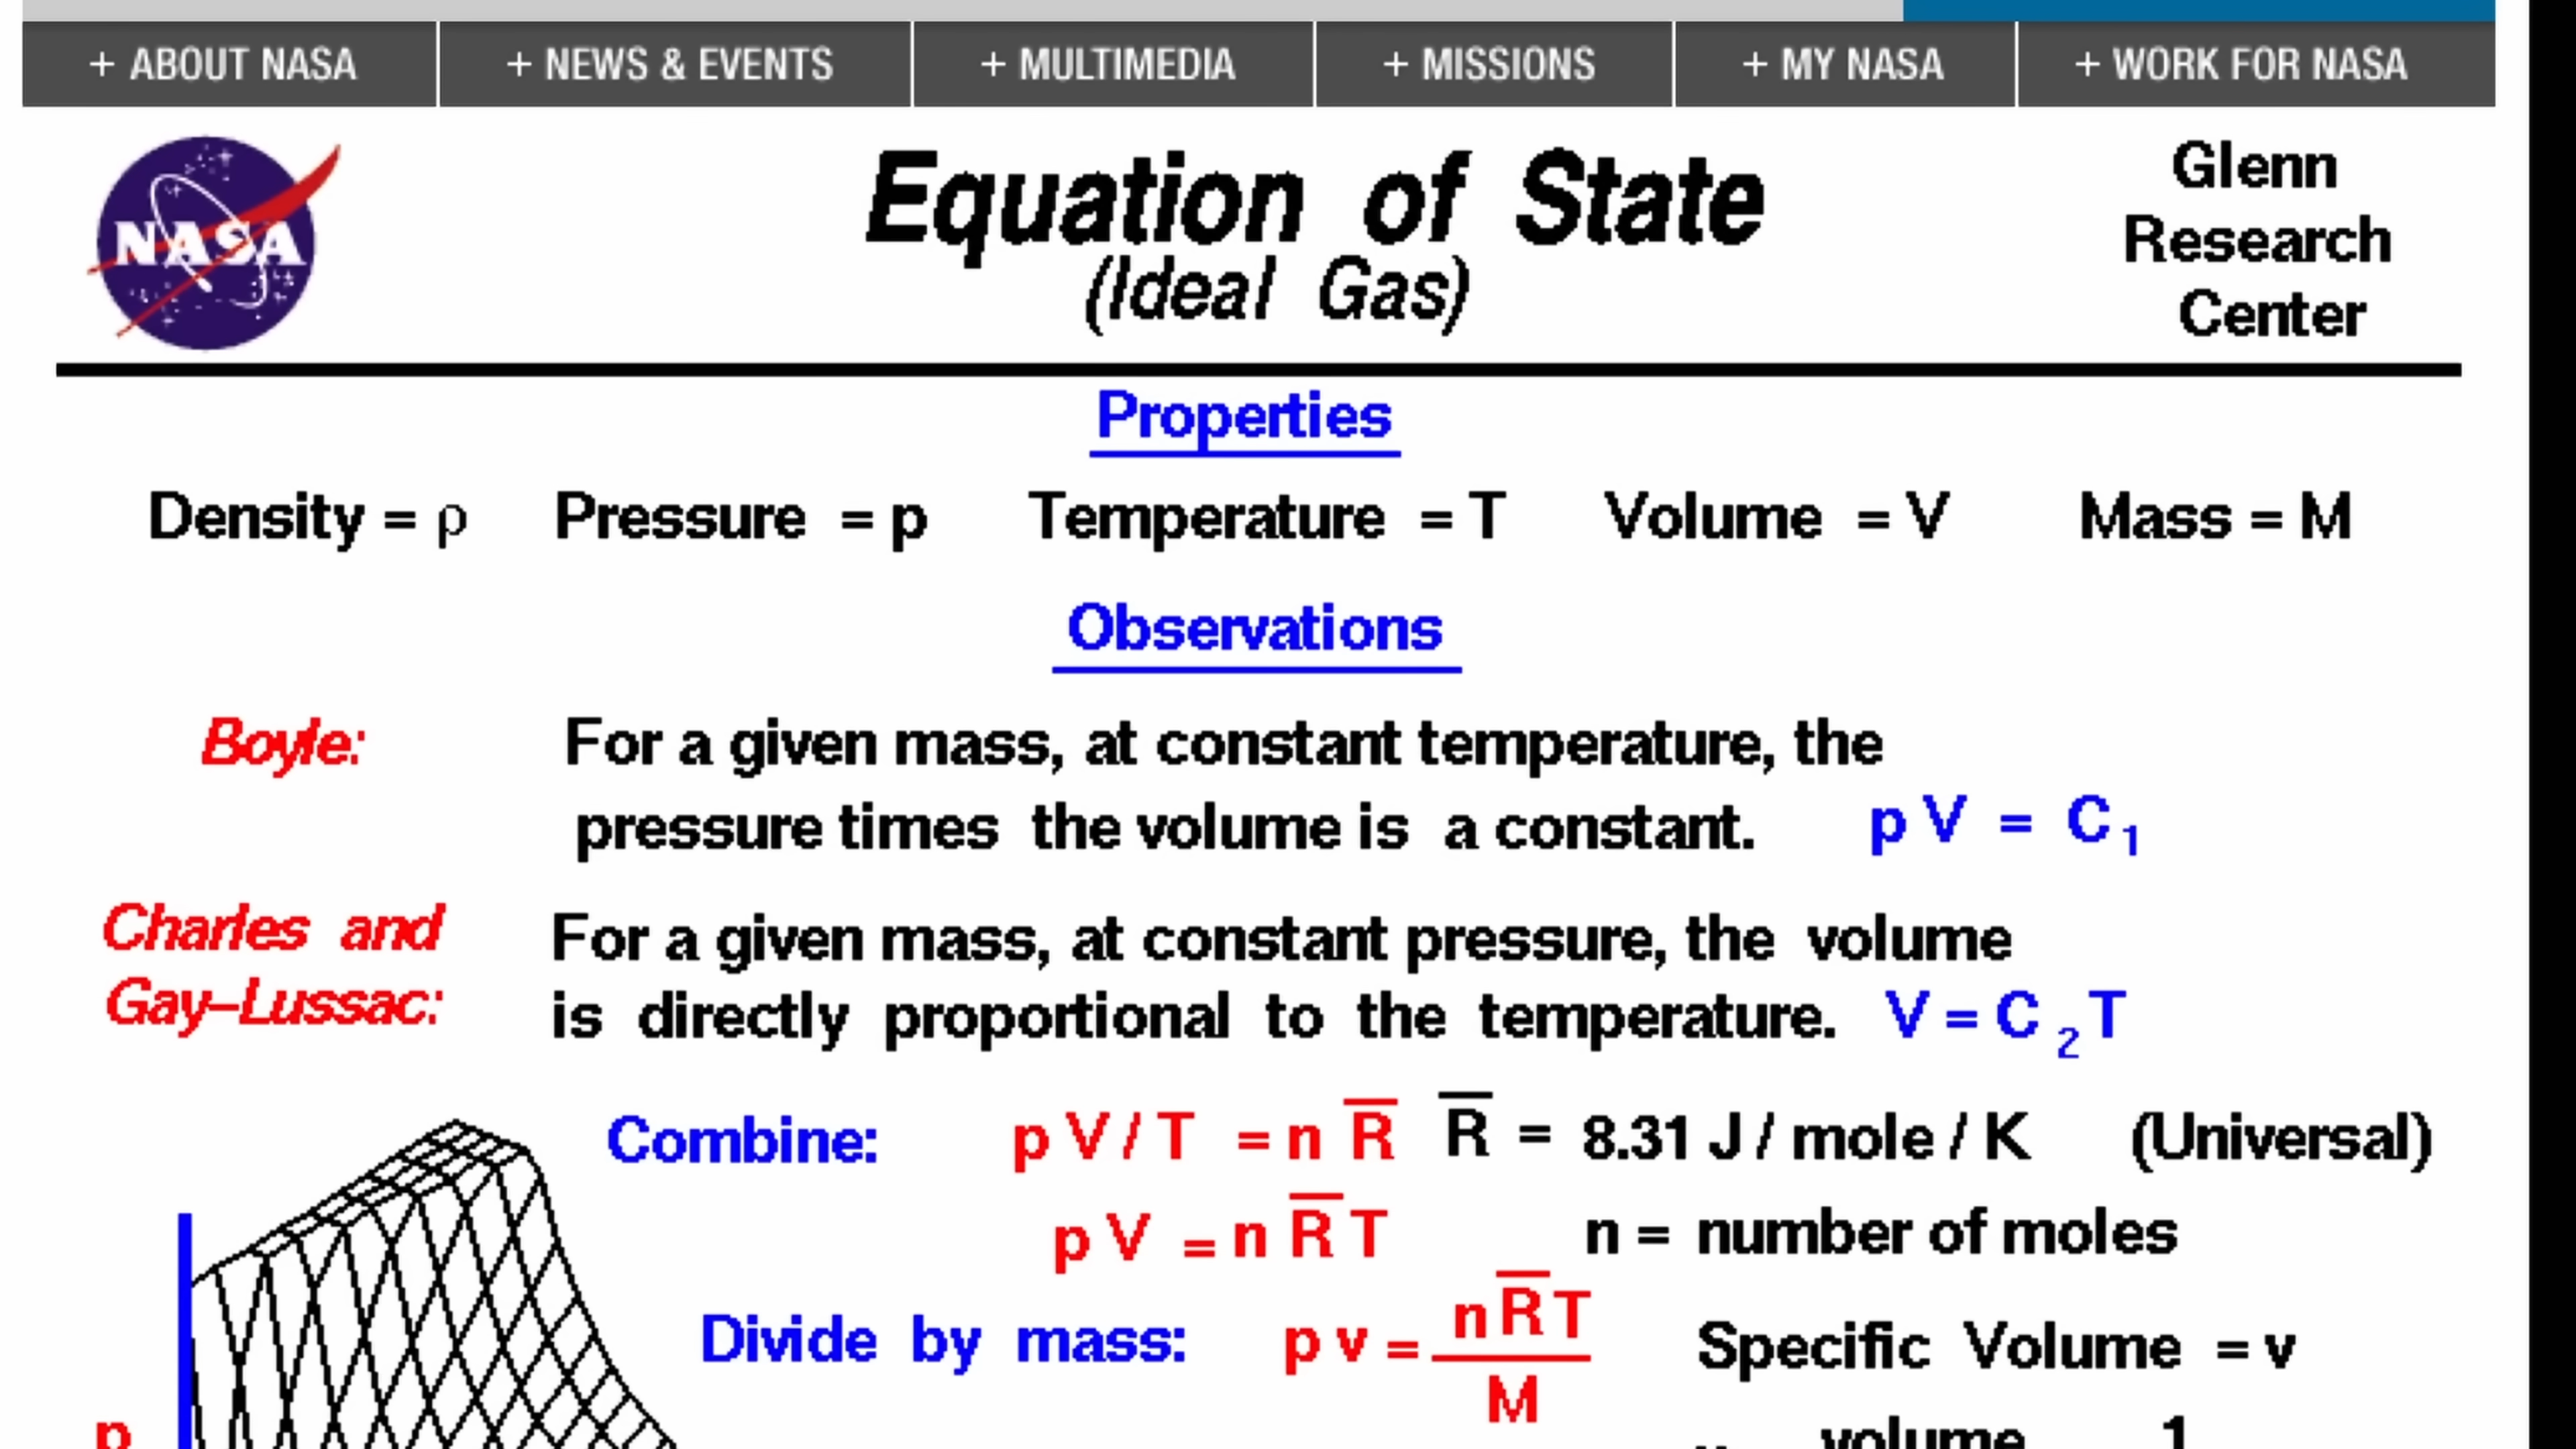 + ABOUT NASA + NEWS & EVENTS + MULTIMEDIA + MISSIONS + MY NASA + WORK FOR NASA
NASA
Equation of State
(Ideal Gas)
Glenn
Research
Center
Properties
Density = ρ Pressure = p Temperature = T Volume = V Mass = M
Observations
Boyle: For a given mass, at constant temperature, the
pressure times the volume is a constant. p V = C₁
Charles and For a given mass, at constant pressure, the volume
Gay–Lussac: is directly proportional to the temperature. V = C₂ T
Combine: p V / T = n R̅ R̅ = 8.31 J / mole / K (Universal)
p V = n R̅ T n = number of moles
Divide by mass: p v = n R̅ T / M Specific Volume = v
p
volume 1